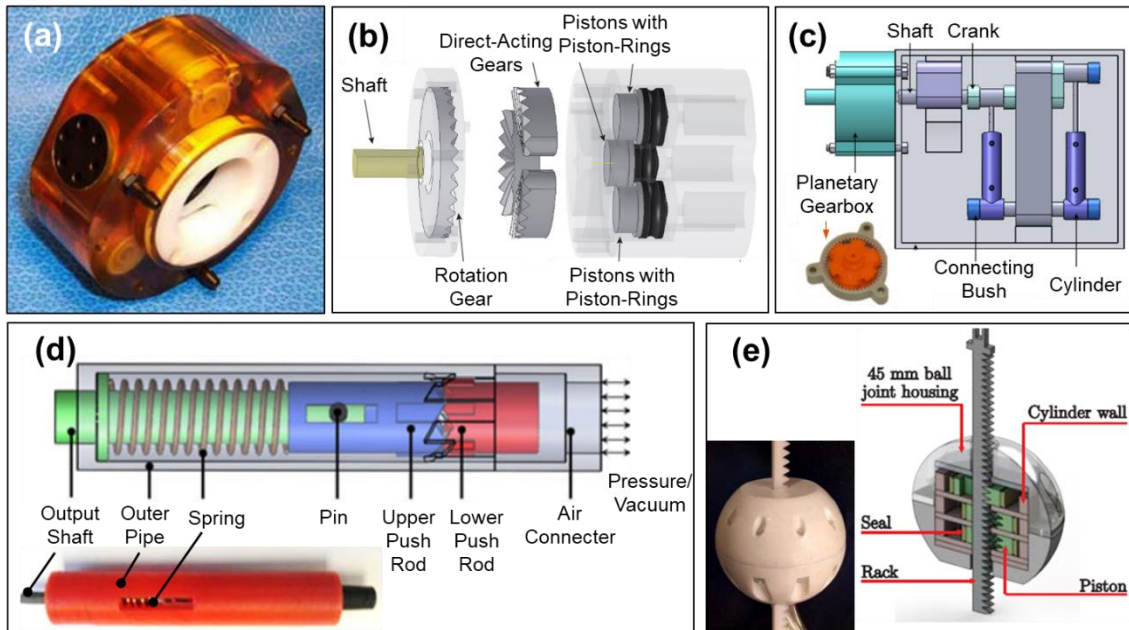 (a)
(b)
Shaft
Direct-Acting
Gears
Pistons with
Piston-Rings
Rotation
Gear
Pistons with
Piston-Rings
(c)
Shaft
Crank
Planetary
Gearbox
Connecting
Bush
Cylinder
(d)
Pressure/
Vacuum
Output
Shaft
Outer
Pipe
Spring
Pin
Upper
Push
Rod
Lower
Push
Rod
Air
Connecter
(e)
45 mm ball
joint housing
Cylinder wall
Seal
Rack
Piston